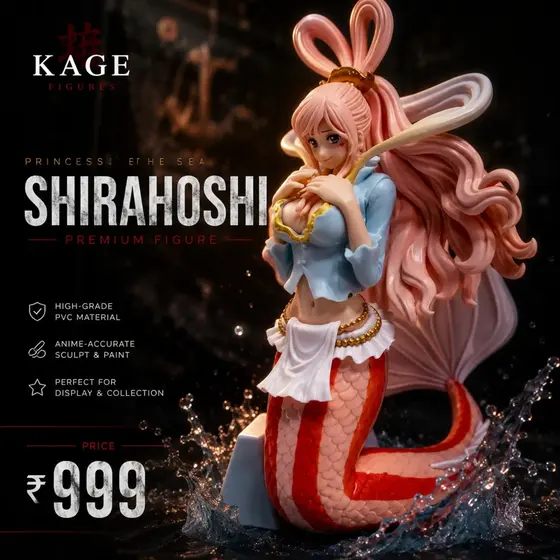 KAGE
FIGURES
PRINCESS THE SEA
SHIRAHOSHI
PREMIUM FIGURE
HIGH-GRADE
PVC MATERIAL
ANIME-ACCURATE
SCULPT & PAINT
PERFECT FOR
DISPLAY & COLLECTION
PRICE
₹999